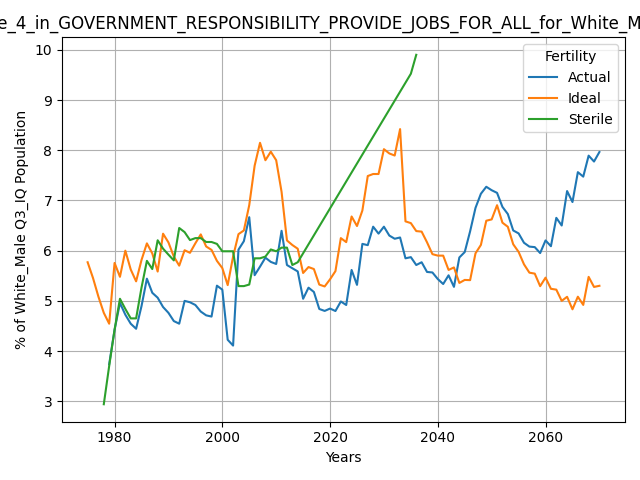 e_4_in_GOVERNMENT_RESPONSIBILITY_PROVIDE_JOBS_FOR_ALL_for_White_M
Fertility
Actual
Ideal
Sterile
% of White_Male Q3_IQ Population
10
9
8
7
6
5
4
3
1980
2000
2020
2040
2060
Years